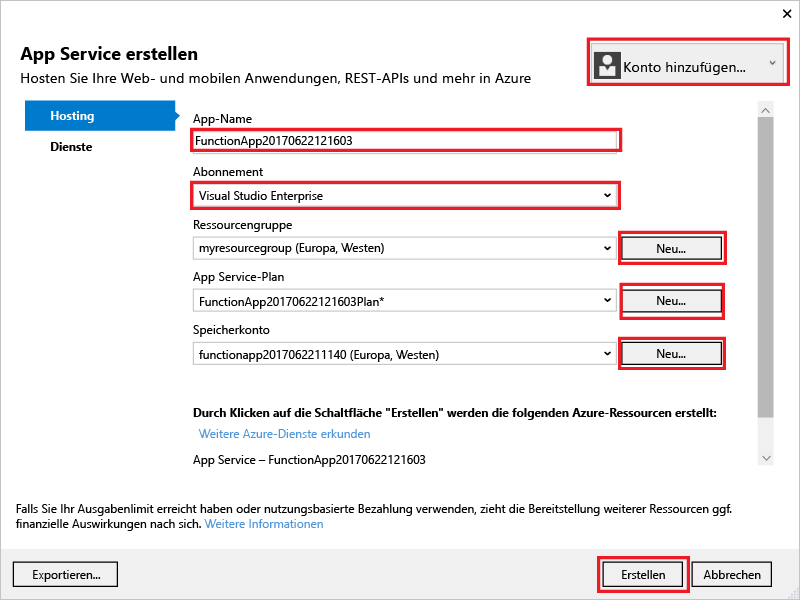 App Service erstellen
Hosten Sie Ihre Web- und mobilen Anwendungen, REST-APIs und mehr in Azure
Konto hinzufügen...
Hosting
Dienste
App-Name
FunctionApp20170622121603
Abonnement
Visual Studio Enterprise
Ressourcengruppe
myresourcegroup (Europa, Westen)
Neu...
App Service-Plan
FunctionApp20170622121603Plan*
Neu...
Speicherkonto
functionapp2017062211140 (Europa, Westen)
Neu...
Durch Klicken auf die Schaltfläche "Erstellen" werden die folgenden Azure-Ressourcen erstellt:
Weitere Azure-Dienste erkunden
App Service – FunctionApp20170622121603
Falls Sie Ihr Ausgabenlimit erreicht haben oder nutzungsbasierte Bezahlung verwenden, zieht die Bereitstellung weiterer Ressourcen ggf.
finanzielle Auswirkungen nach sich. Weitere Informationen
Exportieren...
Erstellen
Abbrechen